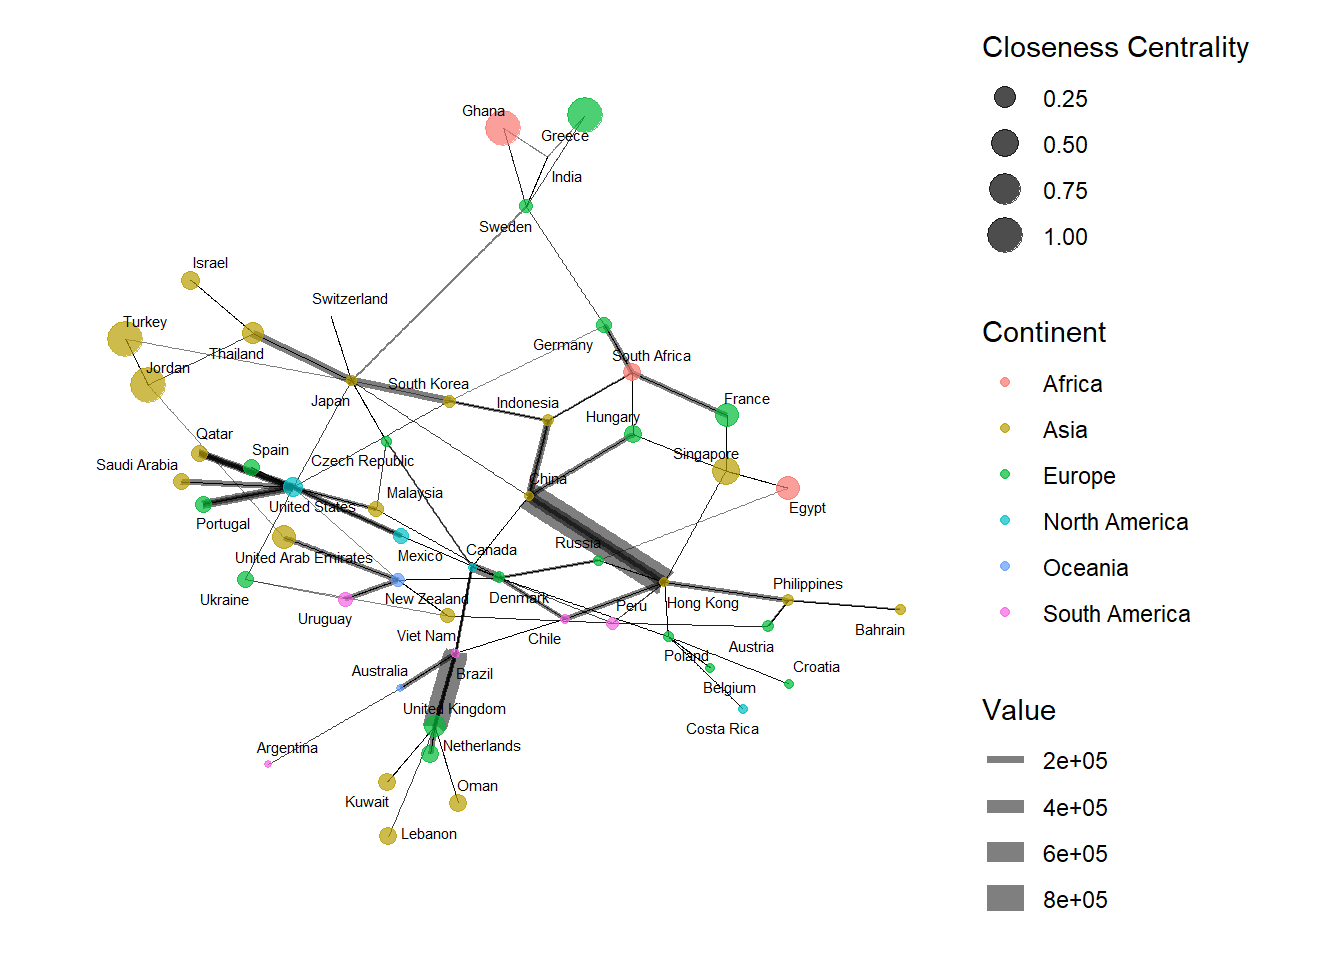 Closeness Centrality
0.25
0.50
0.75
1.00
Continent
Africa
Asia
Europe
North America
Oceania
South America
Value
2e+05
4e+05
6e+05
8e+05
Ghana
Greece
India
Sweden
Israel
Switzerland
Turkey
Germany
Thailand
South Africa
Jordan
South Korea
Japan
Indonesia
France
Hungary
Qatar
Spain
Singapore
Saudi Arabia
Czech Republic
China
Malaysia
United States
Egypt
Portugal
Russia
Canada
United Arab Emirates
Mexico
Philippines
Ukraine
New Zealand
Denmark
Peru
Hong Kong
Uruguay
Bahrain
Viet Nam
Chile
Austria
Poland
Croatia
Australia
Brazil
Belgium
United Kingdom
Costa Rica
Argentina
Netherlands
Oman
Kuwait
Lebanon